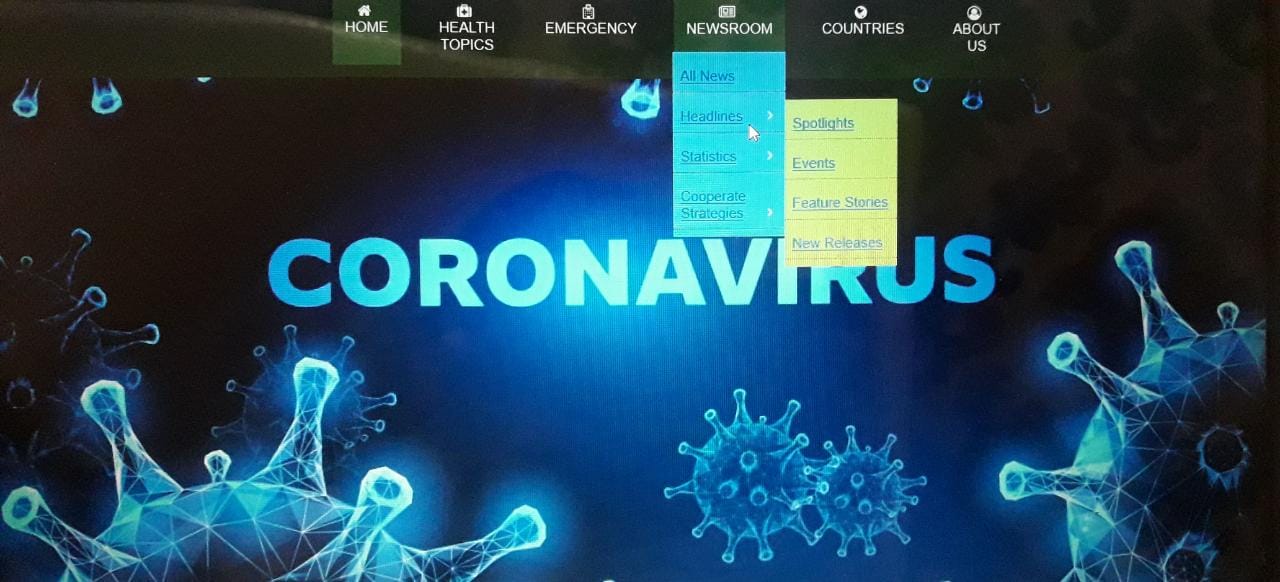 HOME
HEALTH
TOPICS
EMERGENCY
NEWSROOM
COUNTRIES
ABOUT
US
All News
Headlines
Statistics
Cooperate
Strategies
Spotlights
Events
Feature Stories
New Releases
CORONAVIRUS